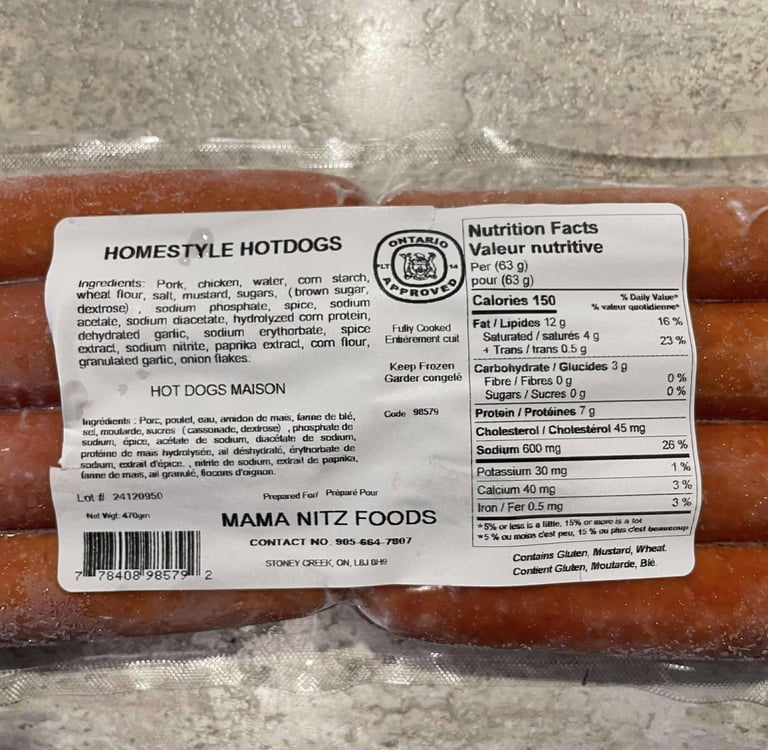 HOMESTYLE HOTDOGS
Ingredients: Pork, chicken, water, corn starch,
wheat flour, salt, mustard, sugars, (brown sugar,
dextrose) , sodium phosphate, spice, sodium
acetate, sodium diacetate, hydrolyzed corn protein,
dehydrated garlic, sodium erythorbate, spice
extract, sodium nitrite, paprika extract, corn flour,
granulated garlic, onion flakes.
HOT DOGS MAISON
Ingrédients : Porc, poulet, eau, amidon de mais, farine de blé,
sel, moutarde, sucres ( cassonade, dextrose) , phosphate de
sodium, épice, acétate de sodium, diacétate de sodium,
protéine de mais hydrolysée, ail déshydraté, érythorbate de
sodium, extrait d'épice. , nitrite de sodium, extrait de paprika,
farine de mais, ail granulé, flocons d'oignon.
Lot # 24120950
Net Wgt: 470gm
7 78408 98579 2
Prepared For/ Préparé Pour
MAMA NITZ FOODS
CONTACT NO. 905-664-7807
STONEY CREEK, ON, L8J 0H9
ONTARIO
PLT 14
APPROVED
Fully Cooked
Entièrement cuit
Keep Frozen
Garder congelé
Code 98579
Nutrition Facts
Valeur nutritive
Per (63 g)
pour (63 g)
Calories 150
% Daily Value*
% valeur quotidienne*
Fat / Lipides 12 g 16 %
Saturated / saturés 4 g
+ Trans / trans 0.5 g 23 %
Carbohydrate / Glucides 3 g
Fibre / Fibres 0 g 0 %
Sugars / Sucres 0 g 0 %
Protein / Protéines 7 g
Cholesterol / Cholestérol 45 mg
Sodium 600 mg 26 %
Potassium 30 mg 1 %
Calcium 40 mg 3 %
Iron / Fer 0.5 mg 3 %
*5% or less is a little, 15% or more is a lot
*5 % ou moins c'est peu, 15 % ou plus c'est beaucoup
Contains Gluten, Mustard, Wheat.
Contient Gluten, Moutarde, Blé.